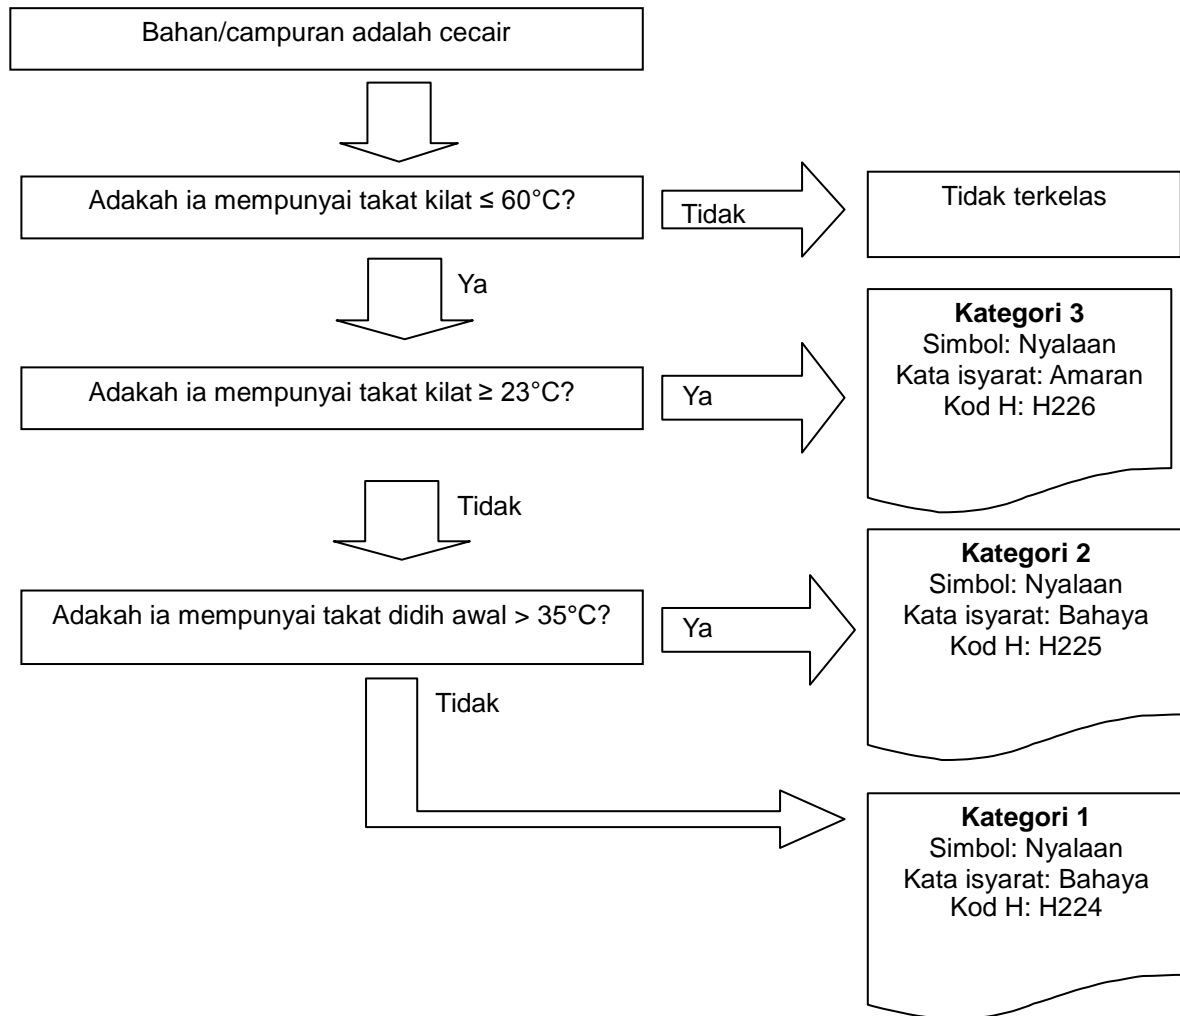 Bahan/campuran adalah cecair
Adakah ia mempunyai takat kilat ≤ 60°C?
Tidak
Tidak terkelas
Ya
Adakah ia mempunyai takat kilat ≥ 23°C?
Ya
Kategori 3
Simbol: Nyalaan
Kata isyarat: Amaran
Kod H: H226
Tidak
Adakah ia mempunyai takat didih awal > 35°C?
Ya
Kategori 2
Simbol: Nyalaan
Kata isyarat: Bahaya
Kod H: H225
Tidak
Kategori 1
Simbol: Nyalaan
Kata isyarat: Bahaya
Kod H: H224